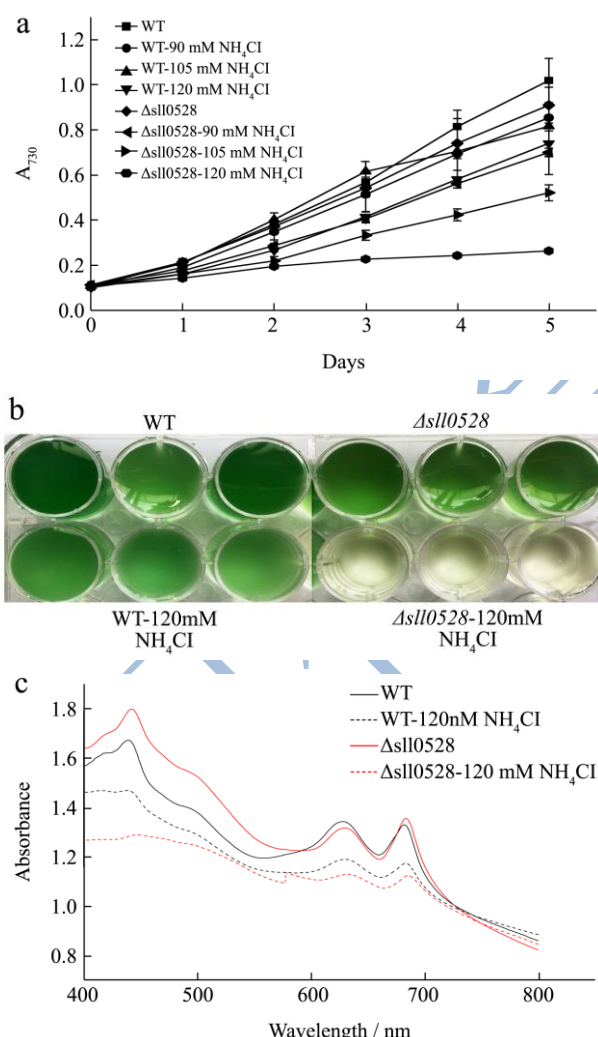 a
WT
WT-90 mM NH4CI
WT-105 mM NH4CI
WT-120 mM NH4CI
Δsll0528
Δsll0528-90 mM NH4CI
Δsll0528-105 mM NH4CI
Δsll0528-120 mM NH4CI
1.2
1.0
0.8
0.6
0.4
0.2
0.0
A730
0 1 2 3 4 5
Days
b
WT Δsll0528
WT-120mM
NH4CI
Δsll0528-120mM
NH4CI
c
WT
WT-120nM NH4CI
Δsll0528
Δsll0528-120 mM NH4CI
1.8
1.6
1.4
1.2
1.0
0.8
Absorbance
400 500 600 700 800
Wavelength / nm